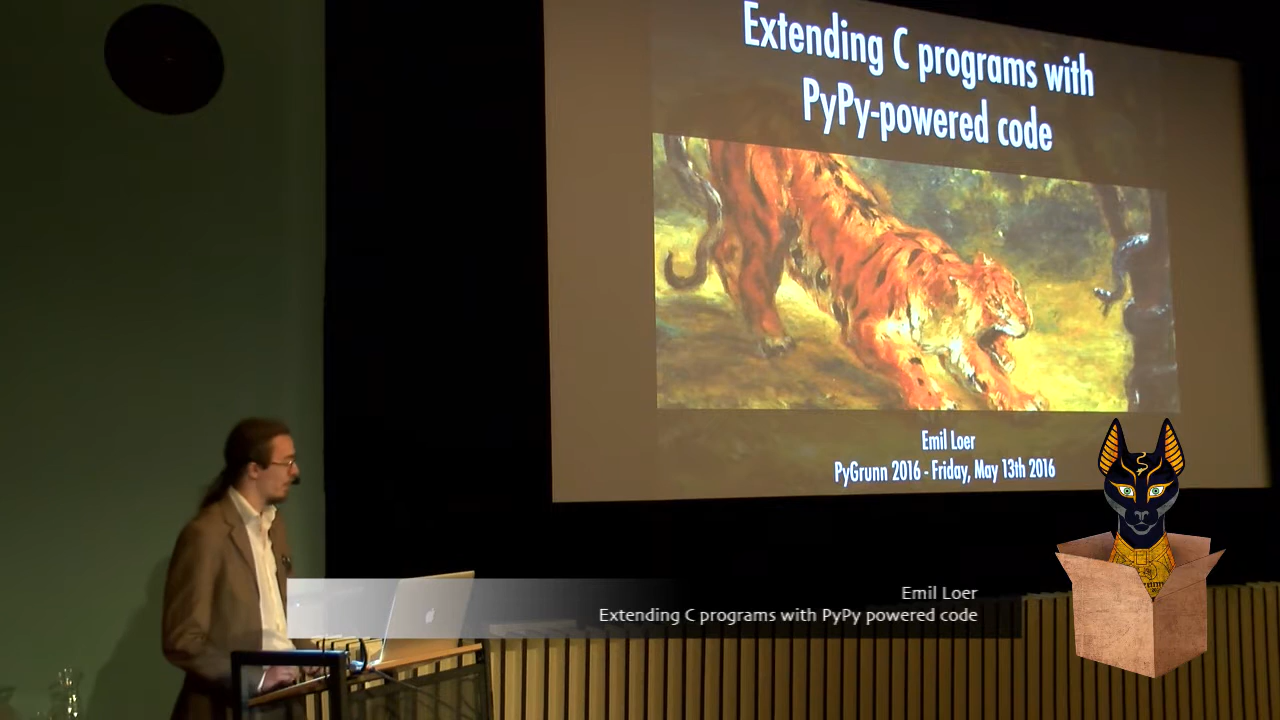 Extending C programs with
PyPy-powered code
Emil Loer
PyGrunn 2016 - Friday, May 13th 2016
Emil Loer
Extending C programs with PyPy powered code